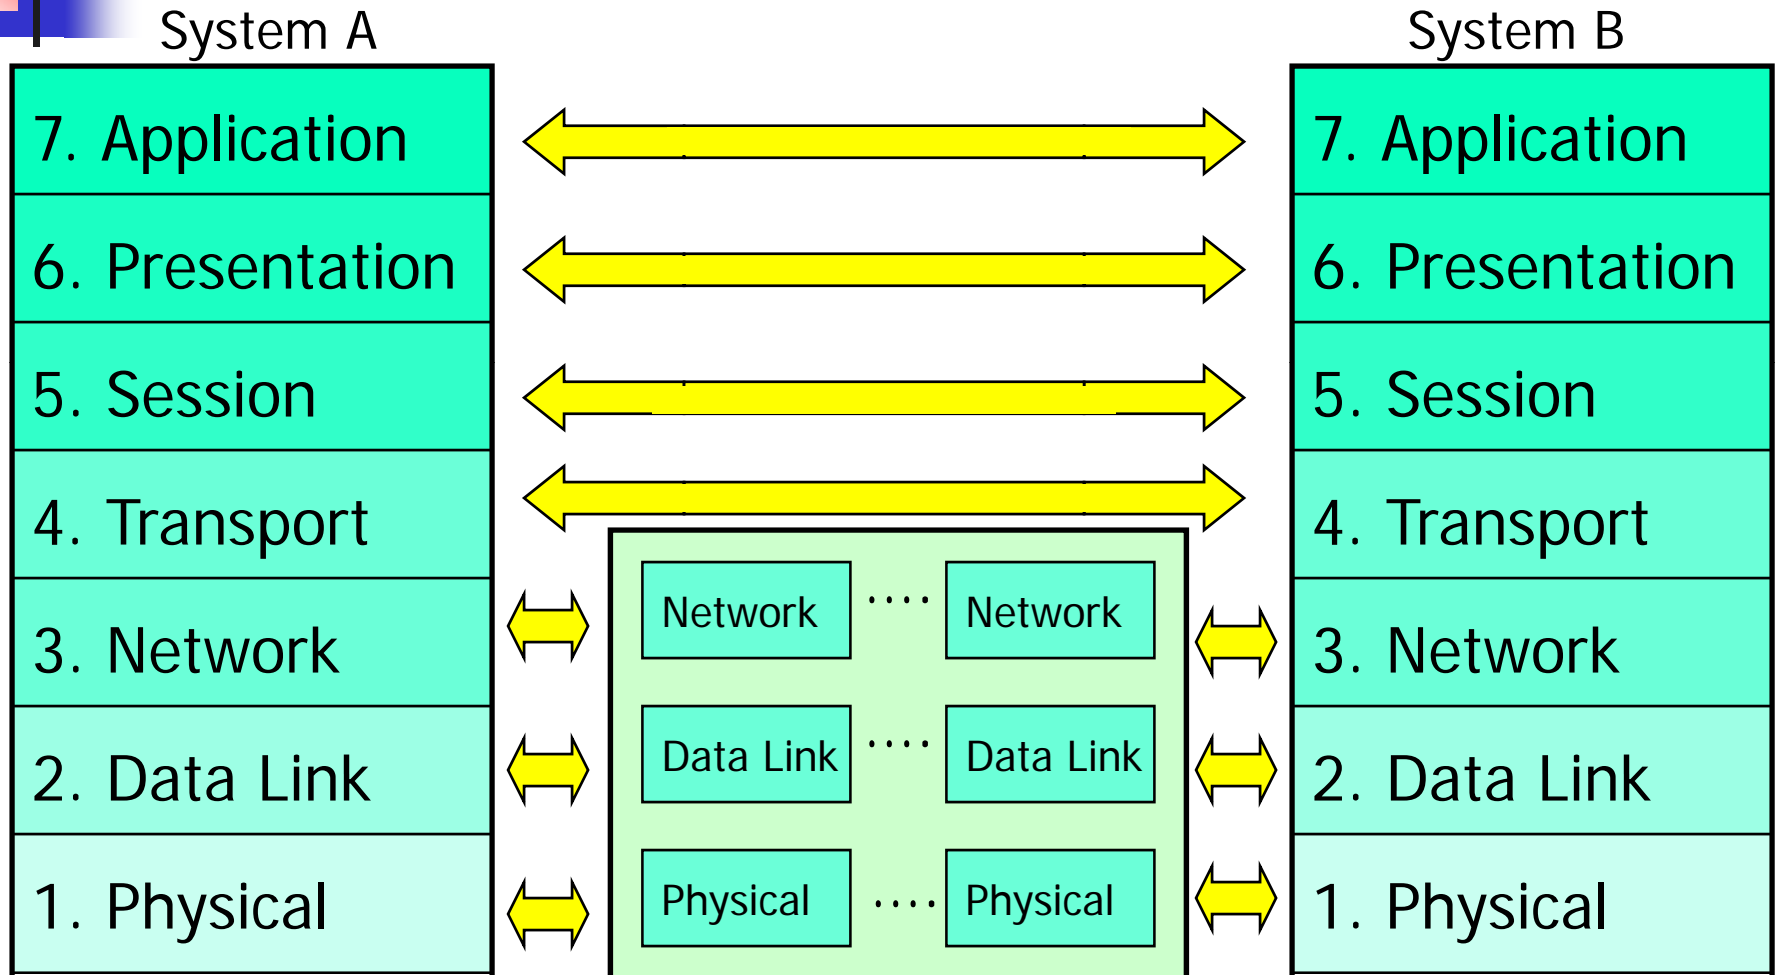 System A
System B
7. Application
7. Application
6. Presentation
6. Presentation
5. Session
5. Session
4. Transport
4. Transport
Network .... Network
3. Network
3. Network
Data Link .... Data Link
2. Data Link
2. Data Link
Physical .... Physical
1. Physical
1. Physical